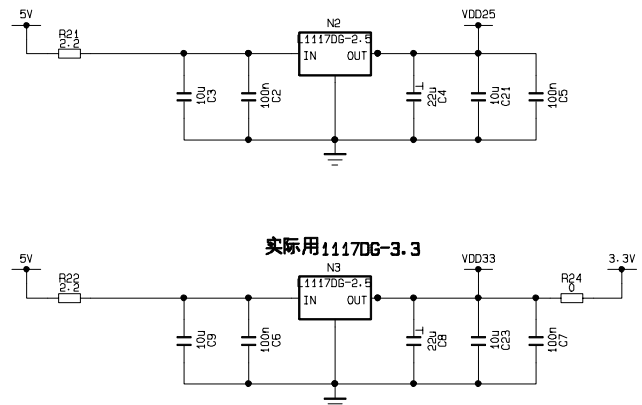 5V
R21
2.2
N2
L1117DG-2.5
IN OUT
VDD25
10u
C3
100n
C2
22u
C4
10u
C21
100n
C5
实际用1117DG-3.3
5V
R22
2.2
N3
L1117DG-2.5
IN OUT
VDD33
R24
0
3.3V
10u
C9
100n
C6
22u
C8
10u
C23
100n
C7